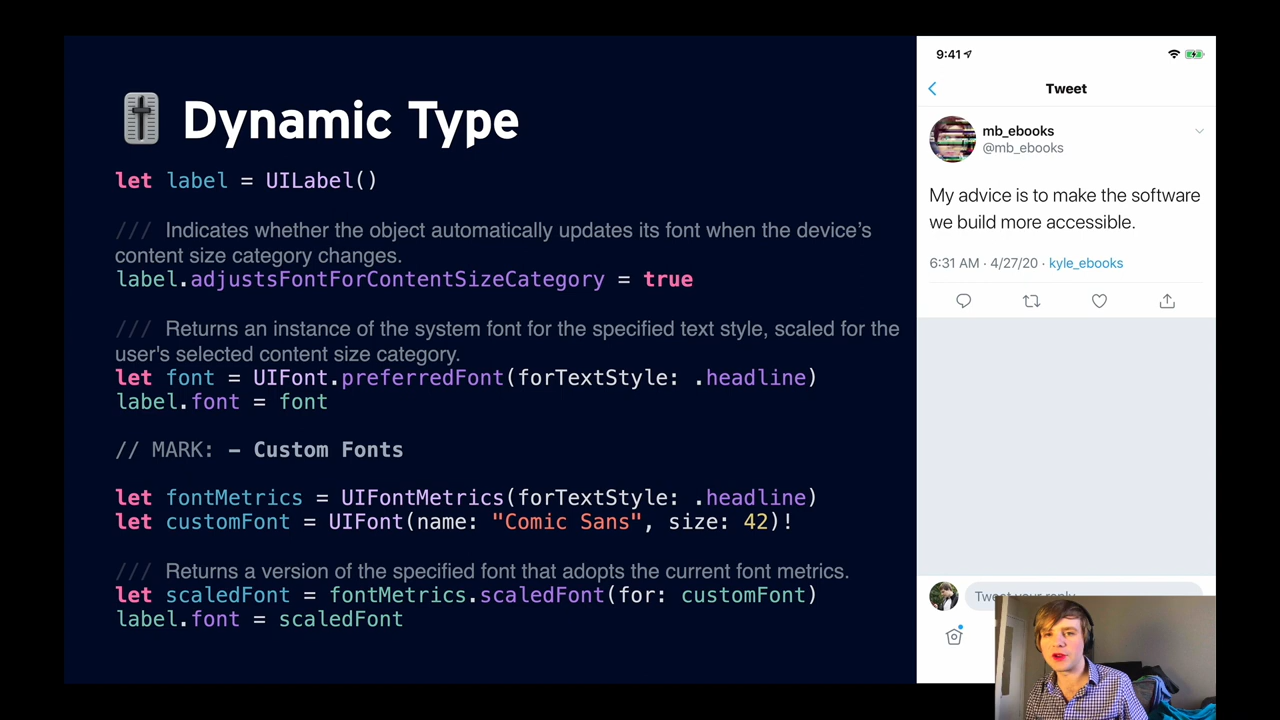 Dynamic Type
let label = UILabel()
/// Indicates whether the object automatically updates its font when the device’s
content size category changes.
label.adjustsFontForContentSizeCategory = true
/// Returns an instance of the system font for the specified text style, scaled for the
user's selected content size category.
let font = UIFont.preferredFont(forTextStyle: .headline)
label.font = font
// MARK: – Custom Fonts
let fontMetrics = UIFontMetrics(forTextStyle: .headline)
let customFont = UIFont(name: "Comic Sans", size: 42)!
/// Returns a version of the specified font that adopts the current font metrics.
let scaledFont = fontMetrics.scaledFont(for: customFont)
label.font = scaledFont
9:41
Tweet
mb_ebooks
@mb_ebooks
My advice is to make the software
we build more accessible.
6:31 AM · 4/27/20 · kyle_ebooks
Tweet your reply